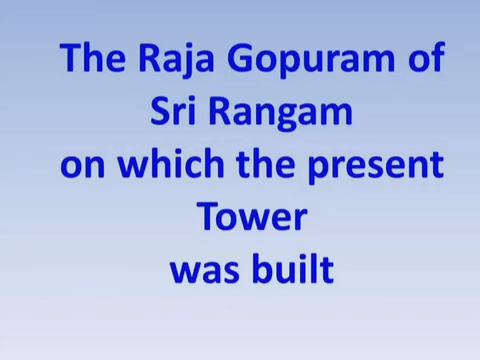 The Raja Gopuram of
Sri Rangam
on which the present
Tower
was built